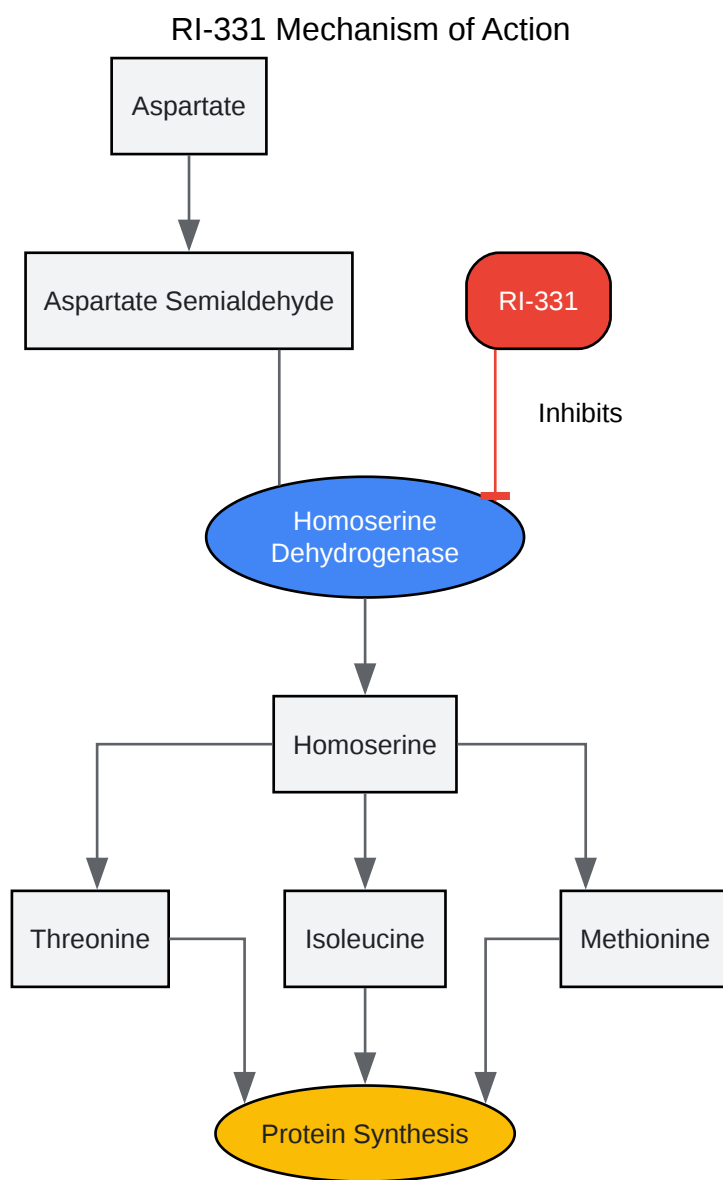 RI-331 Mechanism of Action
Aspartate
Aspartate Semialdehyde
RI-331
Inhibits
Homoserine
Dehydrogenase
Homoserine
Threonine
Isoleucine
Methionine
Protein Synthesis